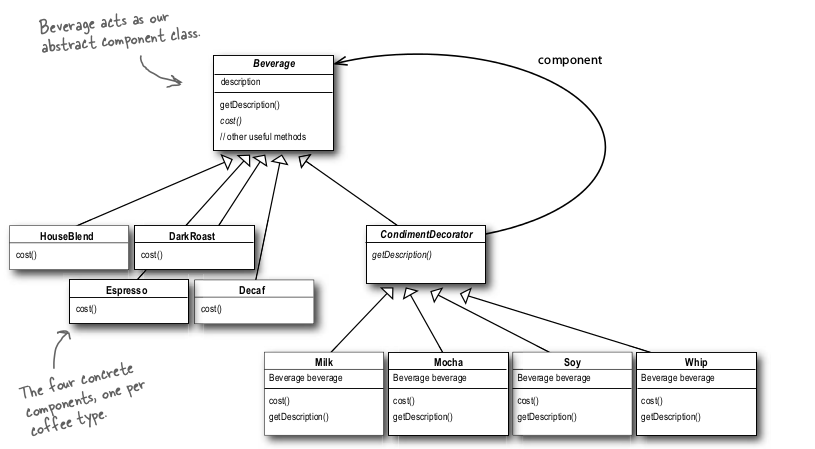 Beverage acts as our
abstract component class.
Beverage
description
getDescription()
cost()
// other useful methods
component
HouseBlend
cost()
DarkRoast
cost()
Espresso
cost()
Decaf
cost()
CondimentDecorator
getDescription()
The four concrete
components, one per
coffee type.
Milk
Beverage beverage
cost()
getDescription()
Mocha
Beverage beverage
cost()
getDescription()
Soy
Beverage beverage
cost()
getDescription()
Whip
Beverage beverage
cost()
getDescription()